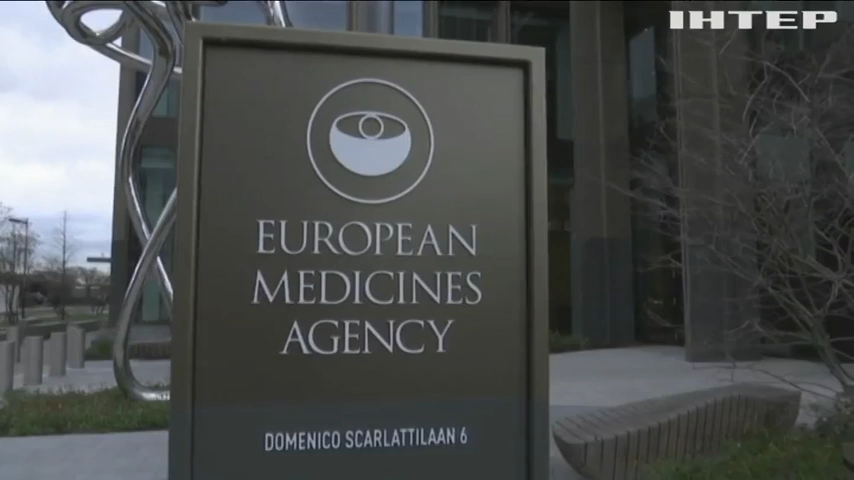 ІНТЕР
EUROPEAN
MEDICINES
AGENCY
DOMENICO SCARLATTILAAN 6